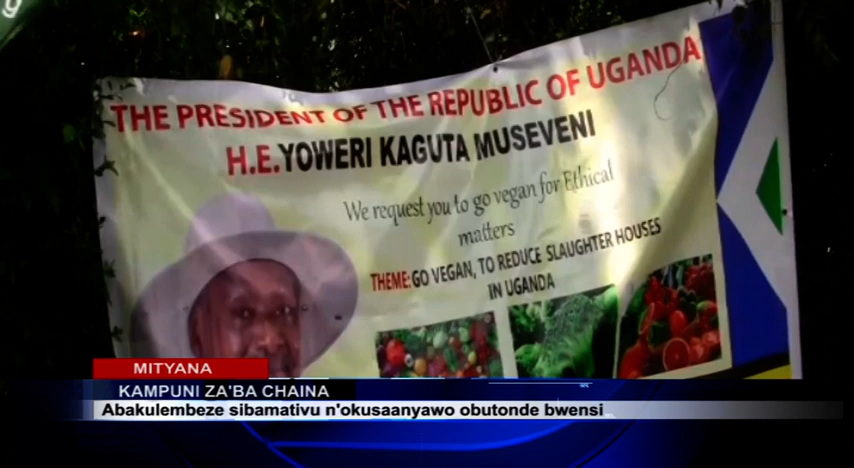 g
THE PRESIDENT OF THE REPUBLIC OF UGANDA
H.E.YOWERI KAGUTA MUSEVENI
We request you to go vegan for Ethical
matters
THEME:GO VEGAN, TO REDUCE SLAUGHTER HOUSES
IN UGANDA
MITYANA
KAMPUNI ZA'BA CHAINA
Abakulembeze sibamativu n'okusaanyawo obutonde bwensi